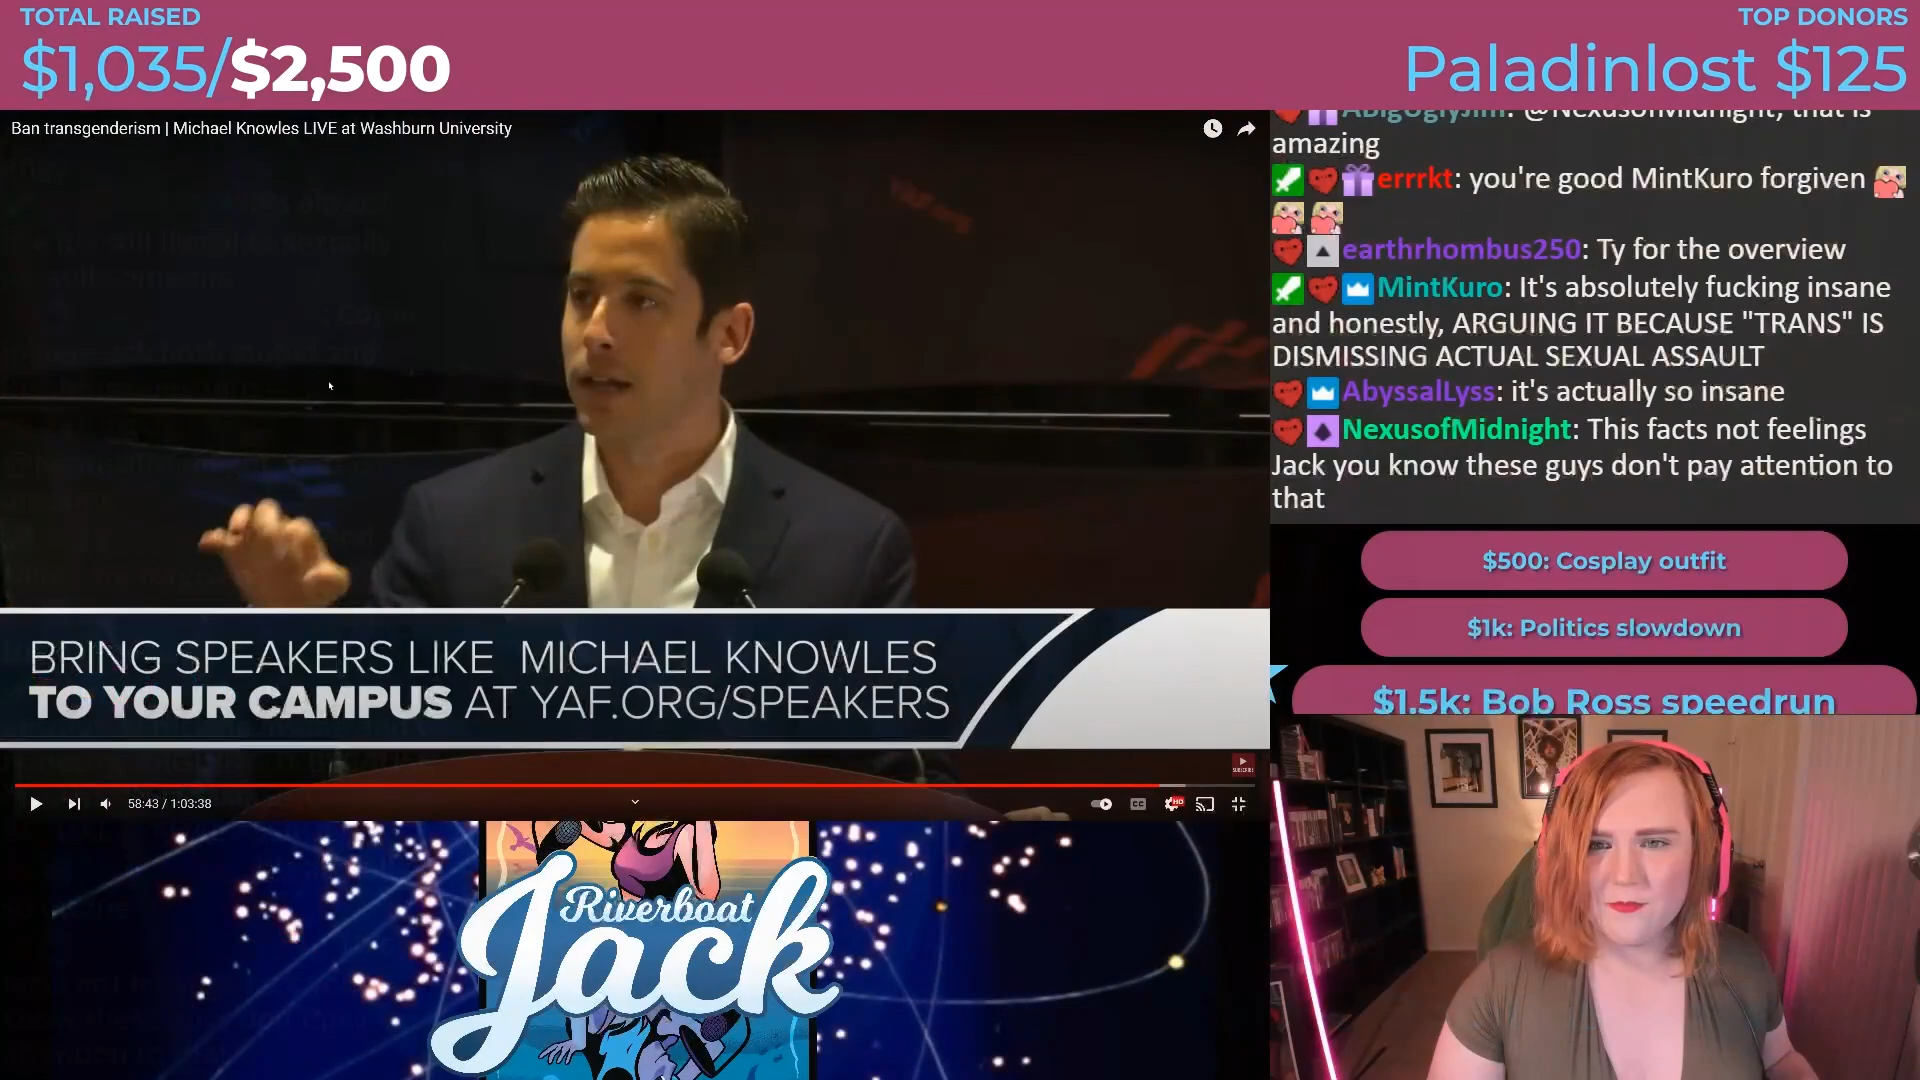 TOTAL RAISED
$1,035/$2,500
TOP DONORS
Paladinlost $125
Ban transgenderism | Michael Knowles LIVE at Washburn University
amazing
errrkt: you're good MintKuro forgiven
earthrhombus250: Ty for the overview
MintKuro: It's absolutely fucking insane
and honestly, ARGUING IT BECAUSE "TRANS" IS
DISMISSING ACTUAL SEXUAL ASSAULT
AbyssalLyss: it's actually so insane
NexusofMidnight: This facts not feelings
Jack you know these guys don't pay attention to
that
$500: Cosplay outfit
$1k: Politics slowdown
$1.5k: Bob Ross speedrun
BRING SPEAKERS LIKE MICHAEL KNOWLES
TO YOUR CAMPUS AT YAF.ORG/SPEAKERS
SUBSCRIBE
58:43 / 1:03:38
CC
HD
Riverboat
Jack